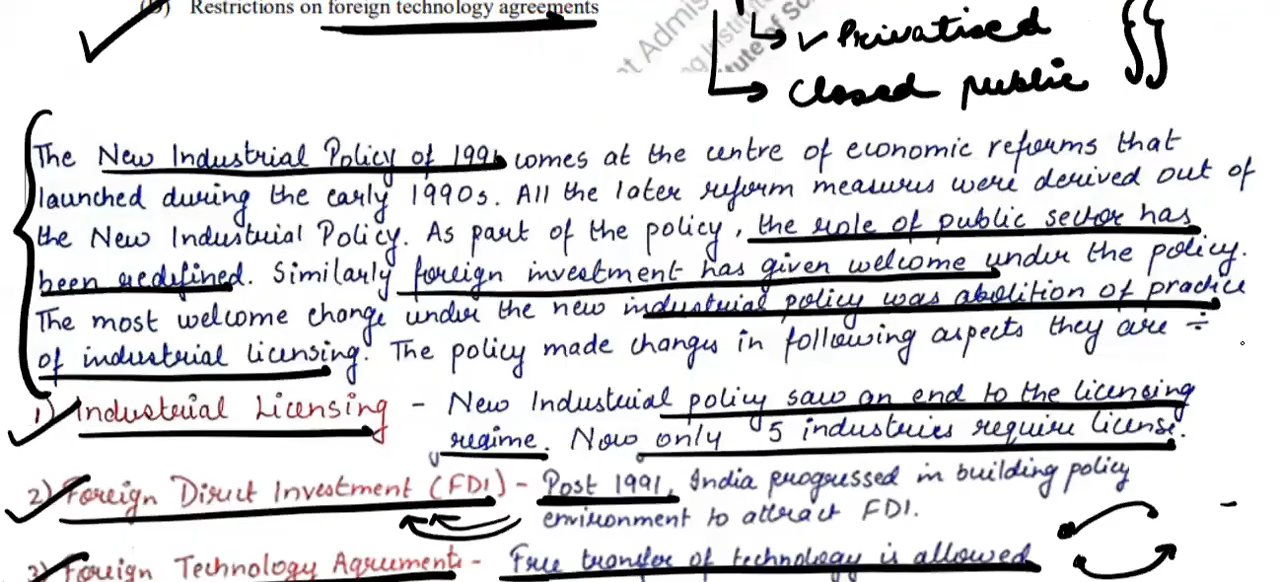 Restrictions on foreign technology agreements
↳ ✓ Privatised
↳ Closed public
The New Industrial Policy of 1991 comes at the centre of economic reforms that
launched during the early 1990s. All the later reform measures were derived out of
the New Industrial Policy. As part of the policy, the role of public sector has
been redefined. Similarly foreign investment has given welcome under the policy.
The most welcome change under the new industrial policy was abolition of practice
of industrial licensing. The policy made changes in following aspects they are ÷
1) Industrial Licensing - New Industrial policy saw an end to the licensing
regime. Now only 5 industries require license.
2) Foreign Direct Investment (FDI) - Post 1991, India progressed in building policy
environment to attract FDI.
3) Foreign Technology Agreement - Free transfer of technology is allowed